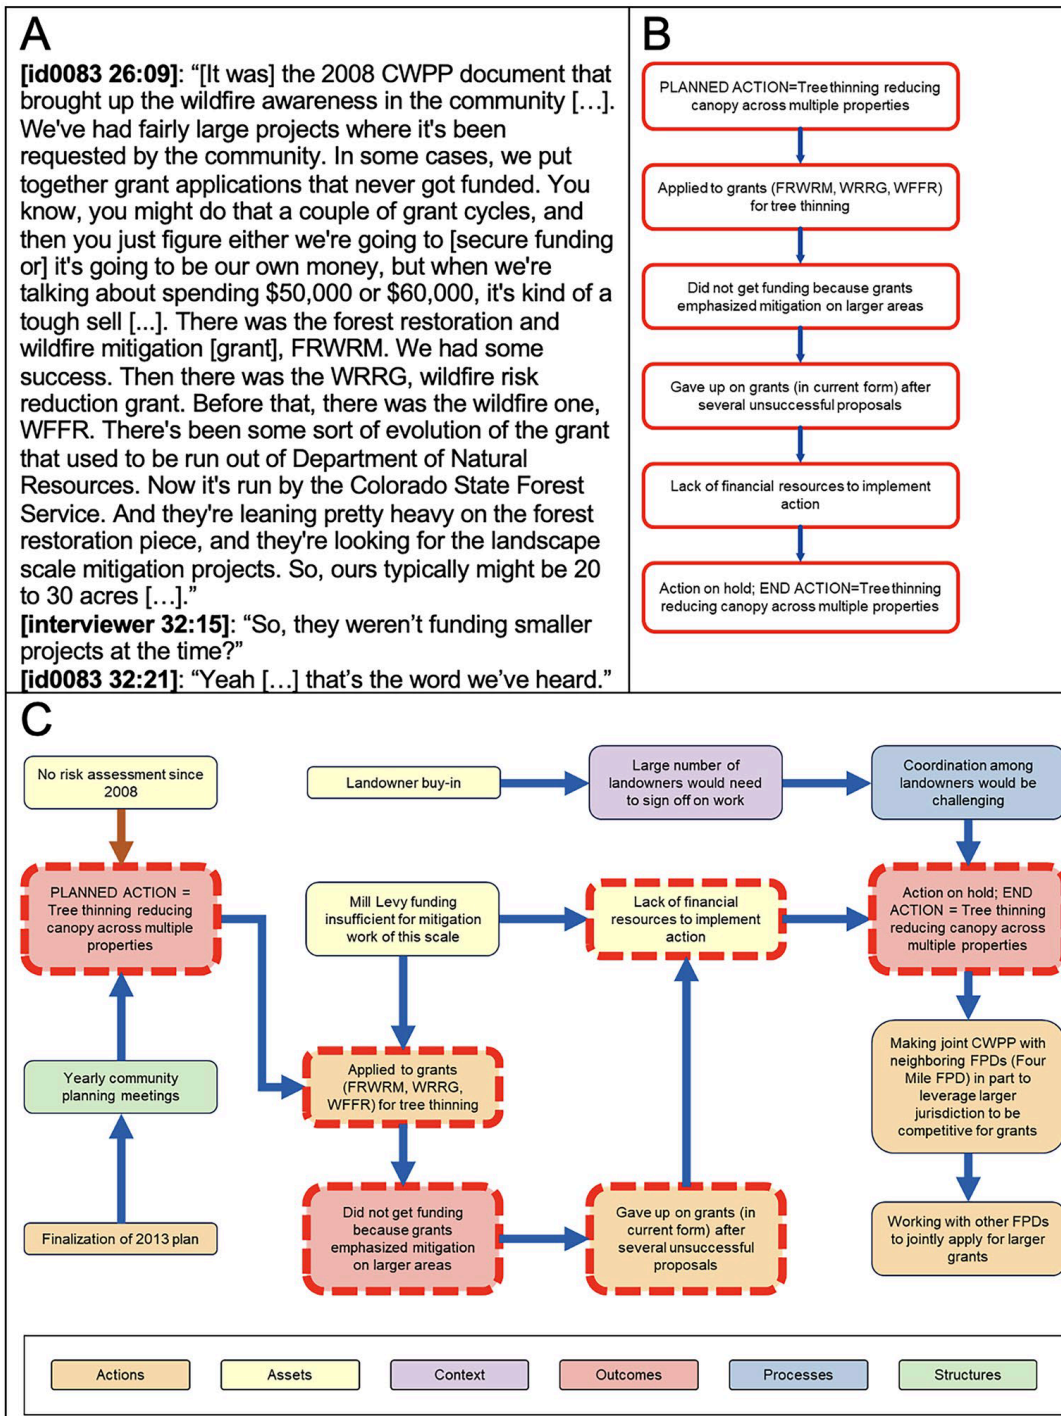 A
[id0083 26:09]: “[It was] the 2008 CWPP document that
brought up the wildfire awareness in the community […].
We've had fairly large projects where it's been
requested by the community. In some cases, we put
together grant applications that never got funded. You
know, you might do that a couple of grant cycles, and
then you just figure either we're going to [secure funding
or] it's going to be our own money, but when we're
talking about spending $50,000 or $60,000, it's kind of a
tough sell [...]. There was the forest restoration and
wildfire mitigation [grant], FRWRM. We had some
success. Then there was the WRRG, wildfire risk
reduction grant. Before that, there was the wildfire one,
WFFR. There's been some sort of evolution of the grant
that used to be run out of Department of Natural
Resources. Now it's run by the Colorado State Forest
Service. And they're leaning pretty heavy on the forest
restoration piece, and they're looking for the landscape
scale mitigation projects. So, ours typically might be 20
to 30 acres […].”
[interviewer 32:15]: “So, they weren’t funding smaller
projects at the time?”
[id0083 32:21]: “Yeah […] that’s the word we’ve heard.”
B
PLANNED ACTION=Tree thinning reducing
canopy across multiple properties
Applied to grants (FRWRM, WRRG, WFFR)
for tree thinning
Did not get funding because grants
emphasized mitigation on larger areas
Gave up on grants (in current form) after
several unsuccessful proposals
Lack of financial resources to implement
action
Action on hold; END ACTION=Tree thinning
reducing canopy across multiple properties
C
No risk assessment since
2008
PLANNED ACTION =
Tree thinning reducing
canopy across multiple
properties
Yearly community
planning meetings
Finalization of 2013 plan
Landowner buy-in
Mill Levy funding
insufficient for mitigation
work of this scale
Applied to grants
(FRWRM, WRRG,
WFFR) for tree thinning
Did not get funding
because grants
emphasized mitigation
on larger areas
Large number of
landowners would need
to sign off on work
Lack of financial
resources to implement
action
Gave up on grants (in
current form) after
several unsuccessful
proposals
Coordination among
landowners would be
challenging
Action on hold; END
ACTION = Tree thinning
reducing canopy across
multiple properties
Making joint CWPP with
neighboring FPDs (Four
Mile FPD) in part to
leverage larger
jurisdiction to be
competitive for grants
Working with other FPDs
to jointly apply for larger
grants
Actions
Assets
Context
Outcomes
Processes
Structures